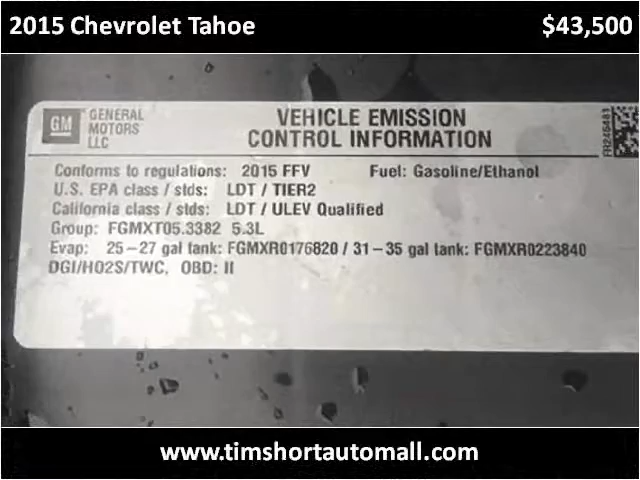 2015 Chevrolet Tahoe $43,500
GM GENERAL MOTORS LLC
VEHICLE EMISSION
CONTROL INFORMATION
FR245481
Conforms to regulations: 2015 FFV Fuel: Gasoline/Ethanol
U.S. EPA class / stds: LDT / TIER2
California class / stds: LDT / ULEV Qualified
Group: FGMXT05.3382 5.3L
Evap: 25-27 gal tank: FGMXR0176820 / 31-35 gal tank: FGMXR0223840
DGI/HO2S/TWC, OBD: II
www.timshortautomall.com